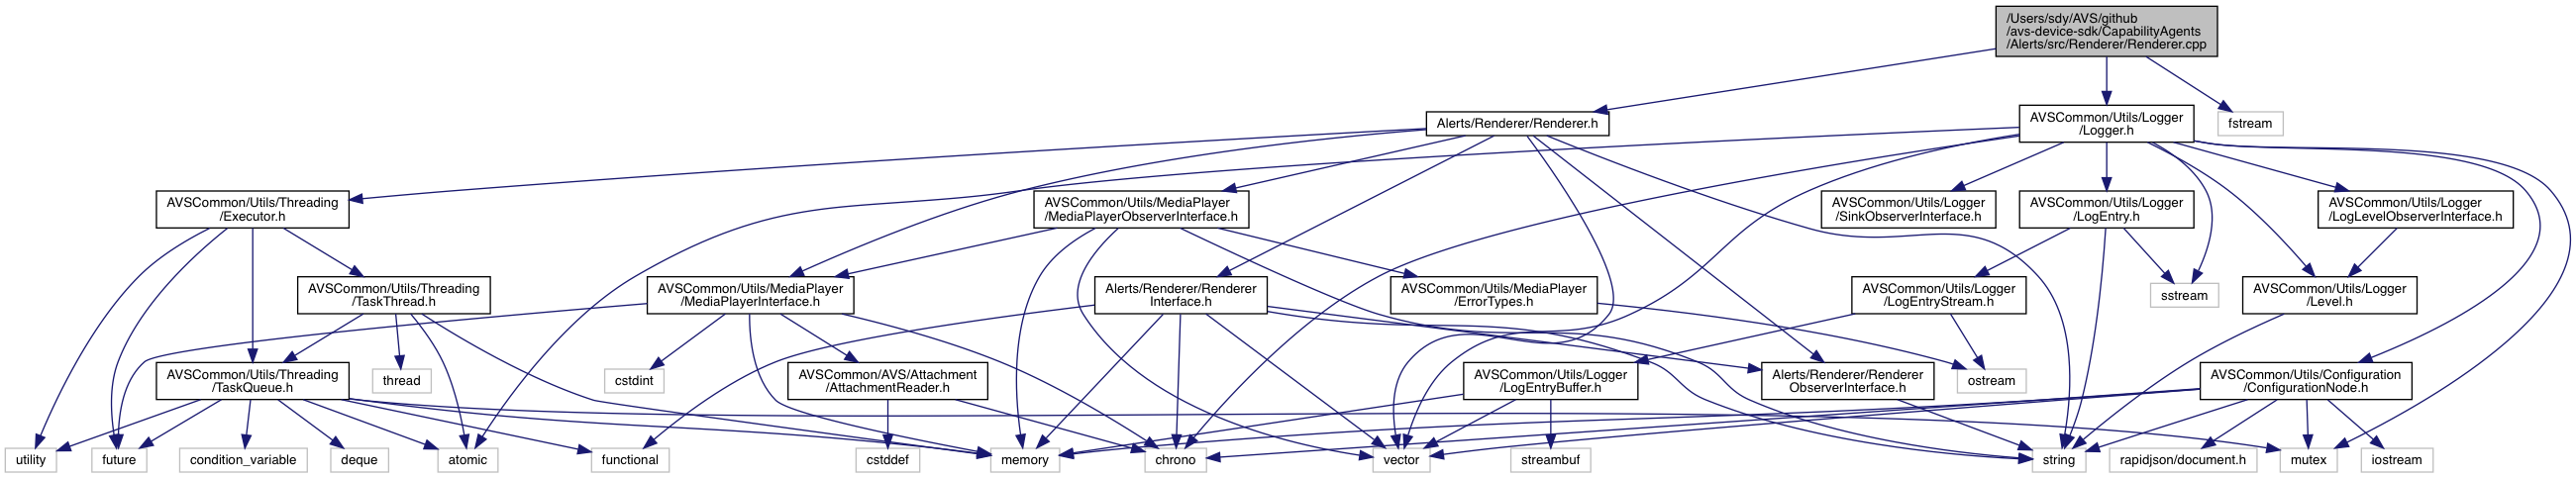 /Users/sdy/AVS/github
/avs-device-sdk/CapabilityAgents
/Alerts/src/Renderer/Renderer.cpp
Alerts/Renderer/Renderer.h
AVSCommon/Utils/Logger
/Logger.h
fstream
AVSCommon/Utils/Threading
/Executor.h
AVSCommon/Utils/MediaPlayer
/MediaPlayerObserverInterface.h
AVSCommon/Utils/Logger
/SinkObserverInterface.h
AVSCommon/Utils/Logger
/LogEntry.h
AVSCommon/Utils/Logger
/LogLevelObserverInterface.h
AVSCommon/Utils/Threading
/TaskThread.h
AVSCommon/Utils/MediaPlayer
/MediaPlayerInterface.h
Alerts/Renderer/Renderer
Interface.h
AVSCommon/Utils/MediaPlayer
/ErrorTypes.h
AVSCommon/Utils/Logger
/LogEntryStream.h
sstream
AVSCommon/Utils/Logger
/Level.h
AVSCommon/Utils/Threading
/TaskQueue.h
thread
cstdint
AVSCommon/AVS/Attachment
/AttachmentReader.h
AVSCommon/Utils/Logger
/LogEntryBuffer.h
Alerts/Renderer/Renderer
ObserverInterface.h
ostream
AVSCommon/Utils/Configuration
/ConfigurationNode.h
utility
future
condition_variable
deque
atomic
functional
cstddef
memory
chrono
vector
streambuf
string
rapidjson/document.h
mutex
iostream